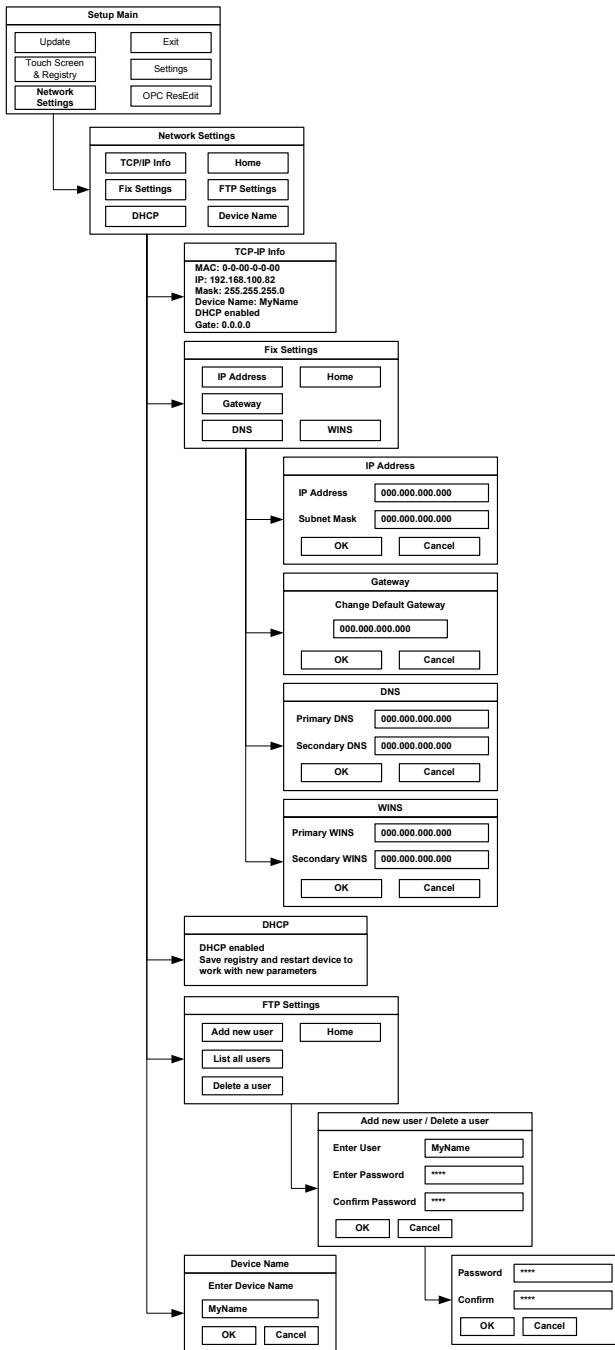 Setup Main
Update Exit
Touch Screen
& Registry
Settings
Network
Settings
OPC ResEdit
Network Settings
TCP/IP Info Home
Fix Settings FTP Settings
DHCP Device Name
TCP-IP Info
MAC: 0-0-00-0-0-00
IP: 192.168.100.82
Mask: 255.255.255.0
Device Name: MyName
DHCP enabled
Gate: 0.0.0.0
Fix Settings
IP Address Home
Gateway
DNS WINS
IP Address
IP Address 000.000.000.000
Subnet Mask 000.000.000.000
OK Cancel
Gateway
Change Default Gateway
000.000.000.000
OK Cancel
DNS
Primary DNS 000.000.000.000
Secondary DNS 000.000.000.000
OK Cancel
WINS
Primary WINS 000.000.000.000
Secondary WINS 000.000.000.000
OK Cancel
DHCP
DHCP enabled
Save registry and restart device to
work with new parameters
FTP Settings
Add new user Home
List all users
Delete a user
Add new user / Delete a user
Enter User MyName
Enter Password ****
Confirm Password ****
OK Cancel
Device Name
Enter Device Name
MyName
OK Cancel
Password ****
Confirm ****
OK Cancel